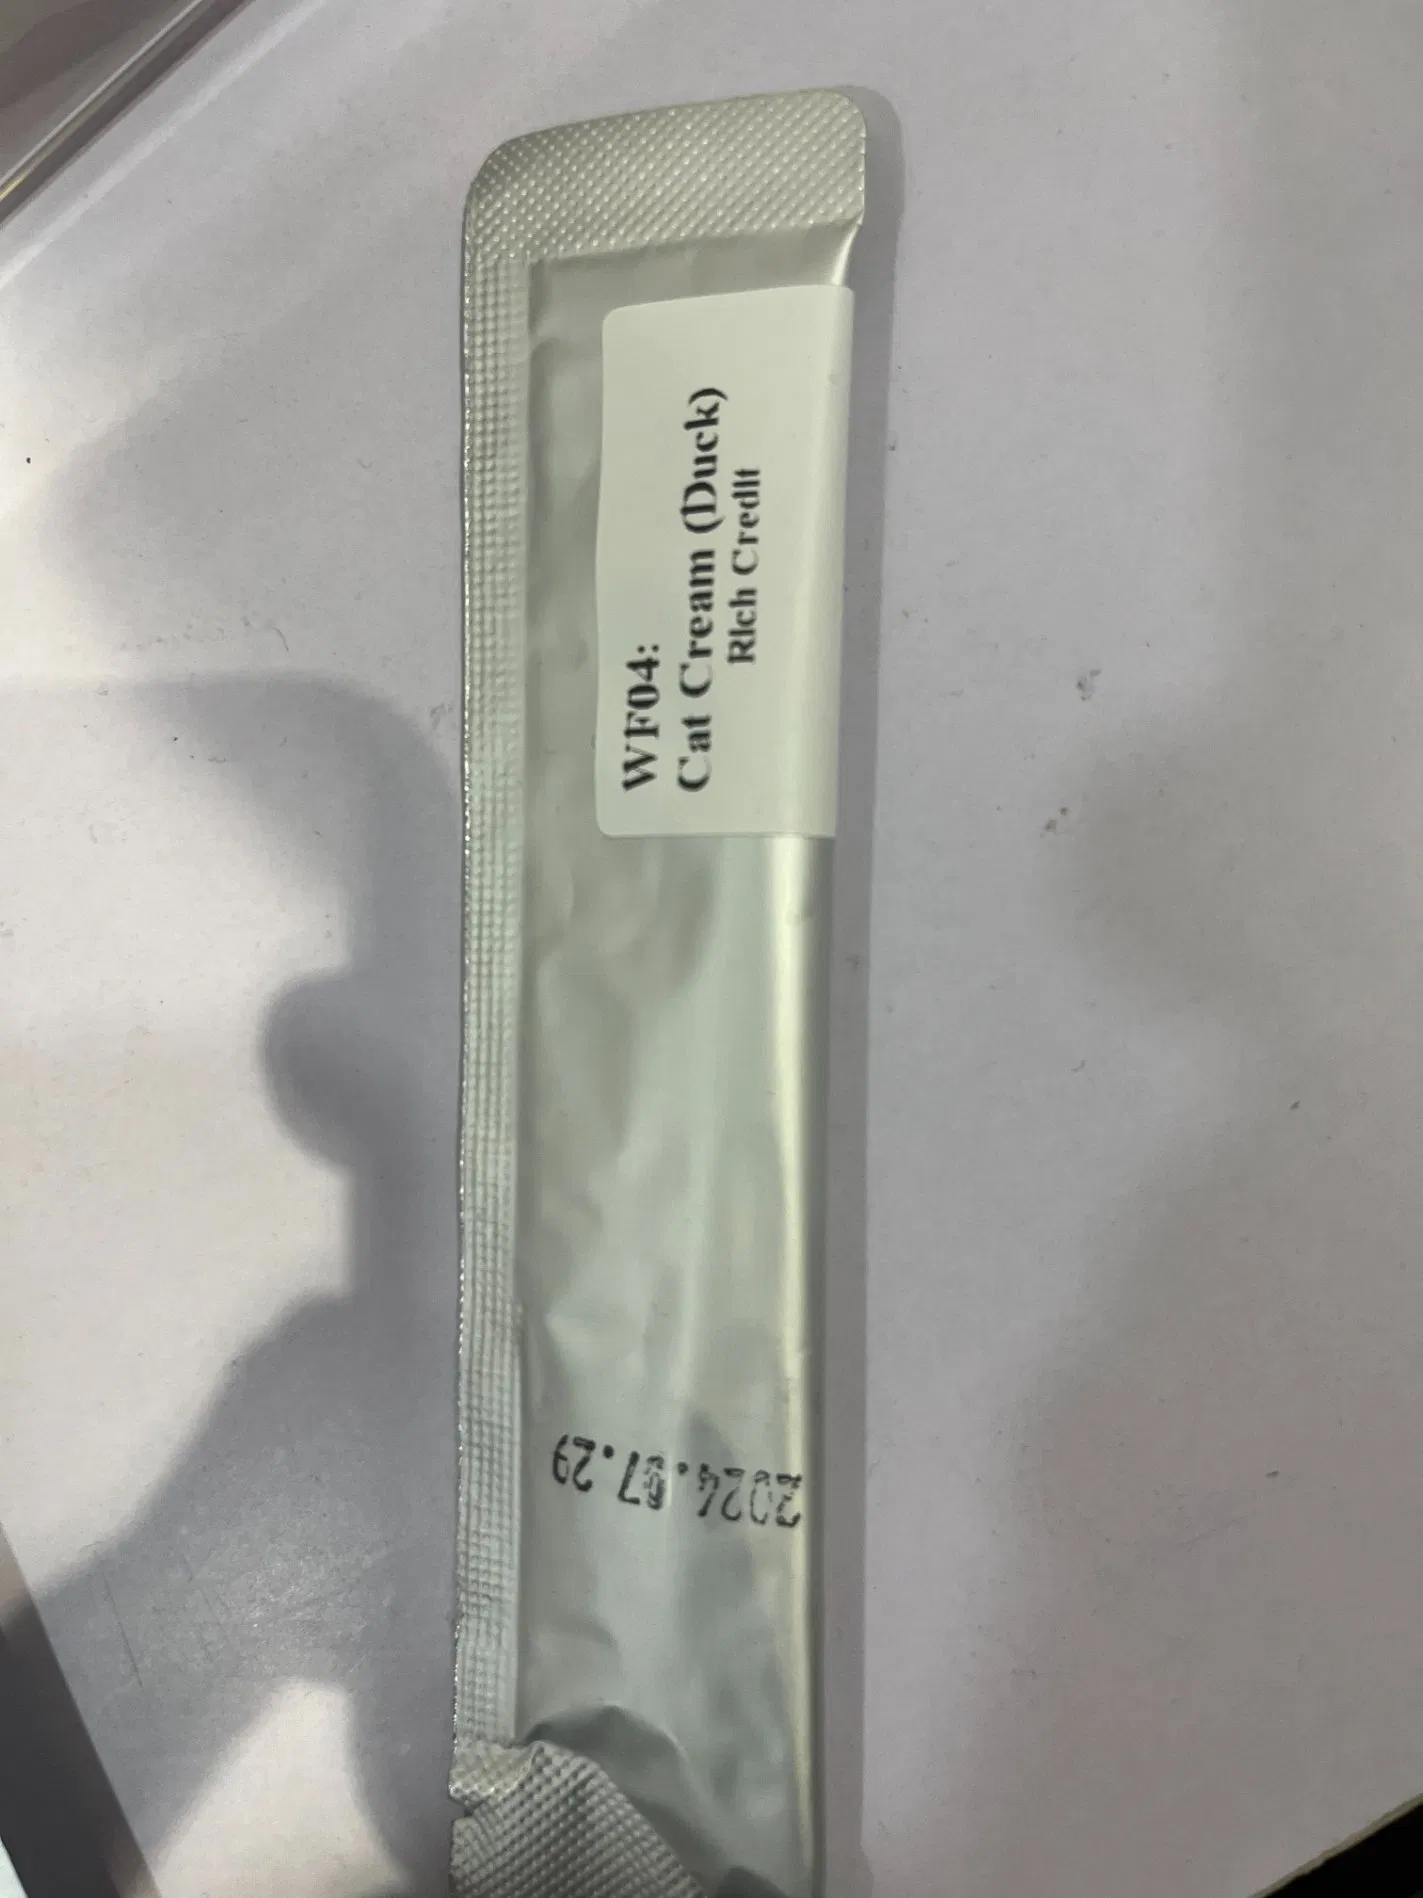 WF04:
Cat Cream (Duck)
Rich Credit
2024.07.29